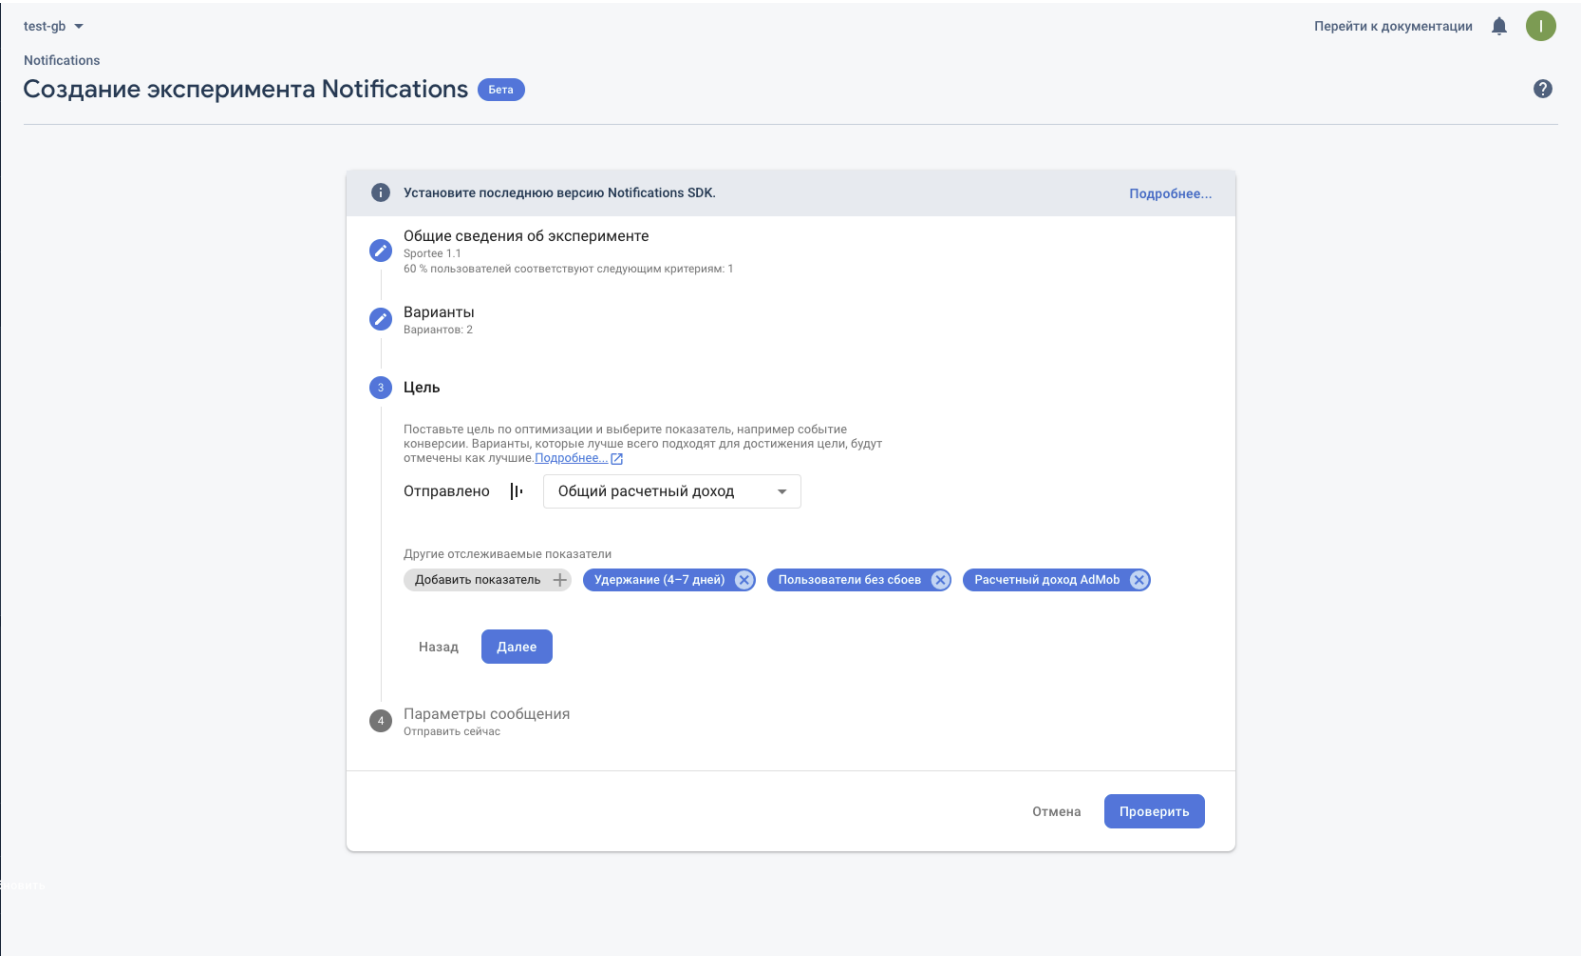 test-gb
Перейти к документации
I
Notifications
Создание эксперимента Notifications
Бета
Установите последнюю версию Notifications SDK.
Подробнее...
Общие сведения об эксперименте
Sportee 1.1
60 % пользователей соответствуют следующим критериям: 1
Варианты
Вариантов: 2
3
Цель
Поставьте цель по оптимизации и выберите показатель, например событие
конверсии. Варианты, которые лучше всего подходят для достижения цели, будут
отмечены как лучшие.Подробнее...
Отправлено
Общий расчетный доход
Другие отслеживаемые показатели
Добавить показатель
Удержание (4–7 дней)
Пользователи без сбоев
Расчетный доход AdMob
Назад
Далее
4
Параметры сообщения
Отправить сейчас
Отмена
Проверить